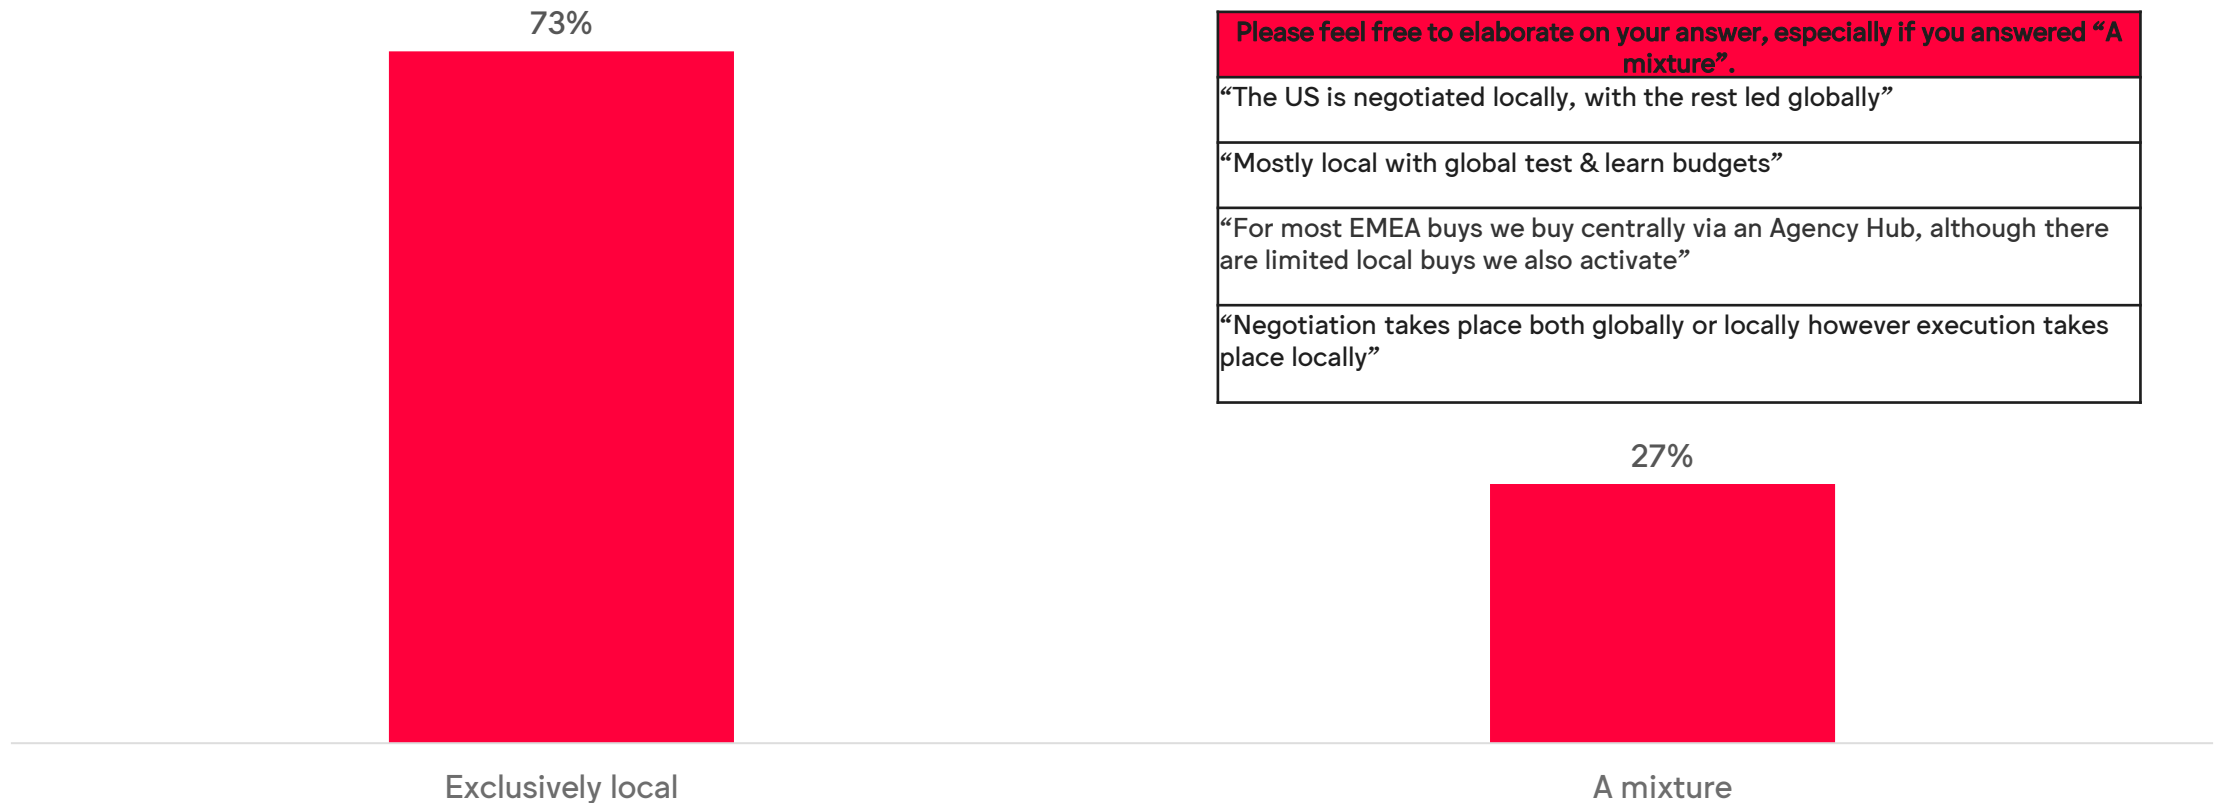 73%
Please feel free to elaborate on your answer, especially if you answered “A
mixture”.
“The US is negotiated locally, with the rest led globally”
“Mostly local with global test & learn budgets”
“For most EMEA buys we buy centrally via an Agency Hub, although there
are limited local buys we also activate”
“Negotiation takes place both globally or locally however execution takes
place locally”
27%
Exclusively local
A mixture